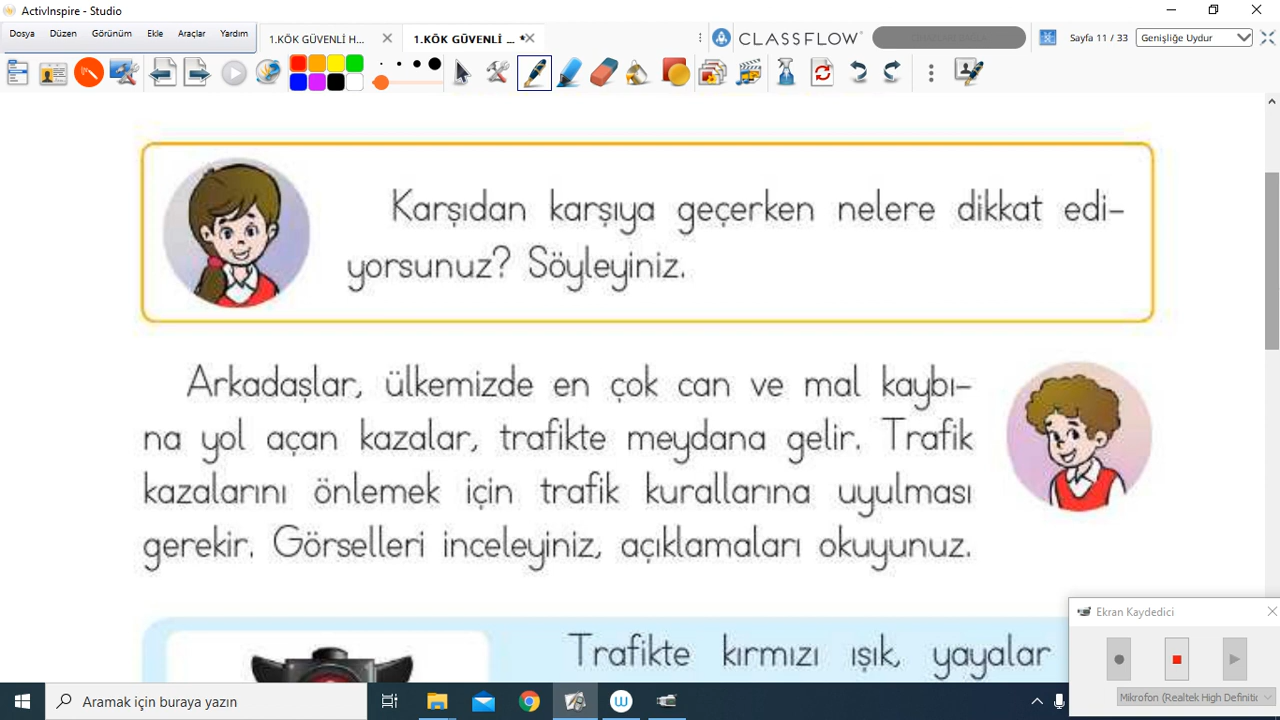 ActivInspire - Studio
Dosya Düzen Görünüm Ekle Araçlar Yardım
1.KÖK GÜVENLİ H...
1.KÖK GÜVENLİ ... *
CLASSFLOW
Sayfa 11 / 33
Genişliğe Uydur
Karşıdan karşıya geçerken nelere dikkat edi-
yorsunuz? Söyleyiniz.
Arkadaşlar, ülkemizde en çok can ve mal kaybı-
na yol açan kazalar, trafikte meydana gelir. Trafik
kazalarını önlemek için trafik kurallarına uyulması
gerekir. Görselleri inceleyiniz, açıklamaları okuyunuz.
Trafikte kırmızı ışık, yayalar
Ekran Kaydedici
Mikrofon (Realtek High Definitic
Aramak için buraya yazın